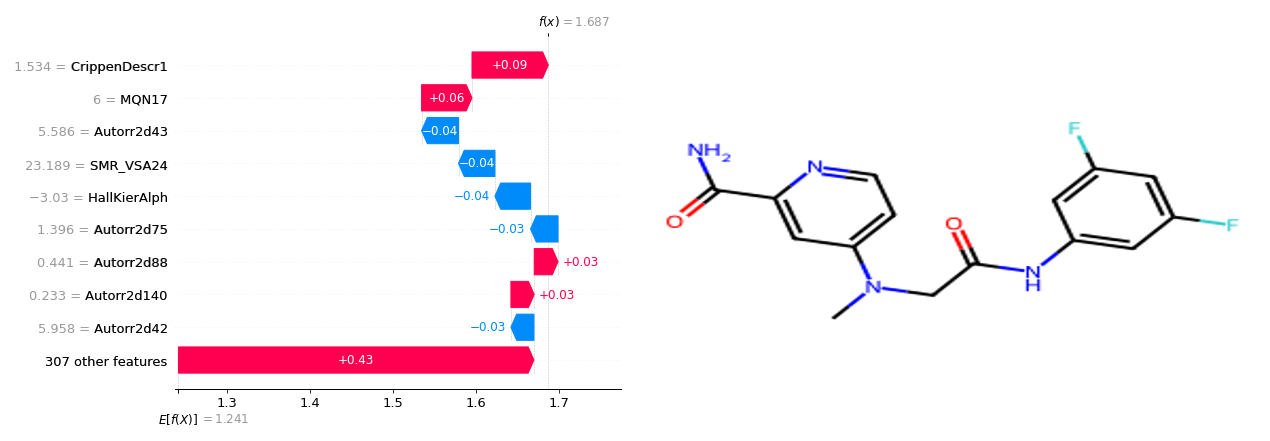 f(x) = 1.687
1.534 = CrippenDescr1
+0.09
6 = MQN17
+0.06
5.586 = Autorr2d43
−0.04
23.189 = SMR_VSA24
−0.04
−3.03 = HallKierAlph
−0.04
1.396 = Autorr2d75
−0.03
0.441 = Autorr2d88
+0.03
0.233 = Autorr2d140
+0.03
5.958 = Autorr2d42
−0.03
307 other features
+0.43
1.3 1.4 1.5 1.6 1.7
E[f(X)] = 1.241
F
NH₂
N
O
O
F
N
H
N